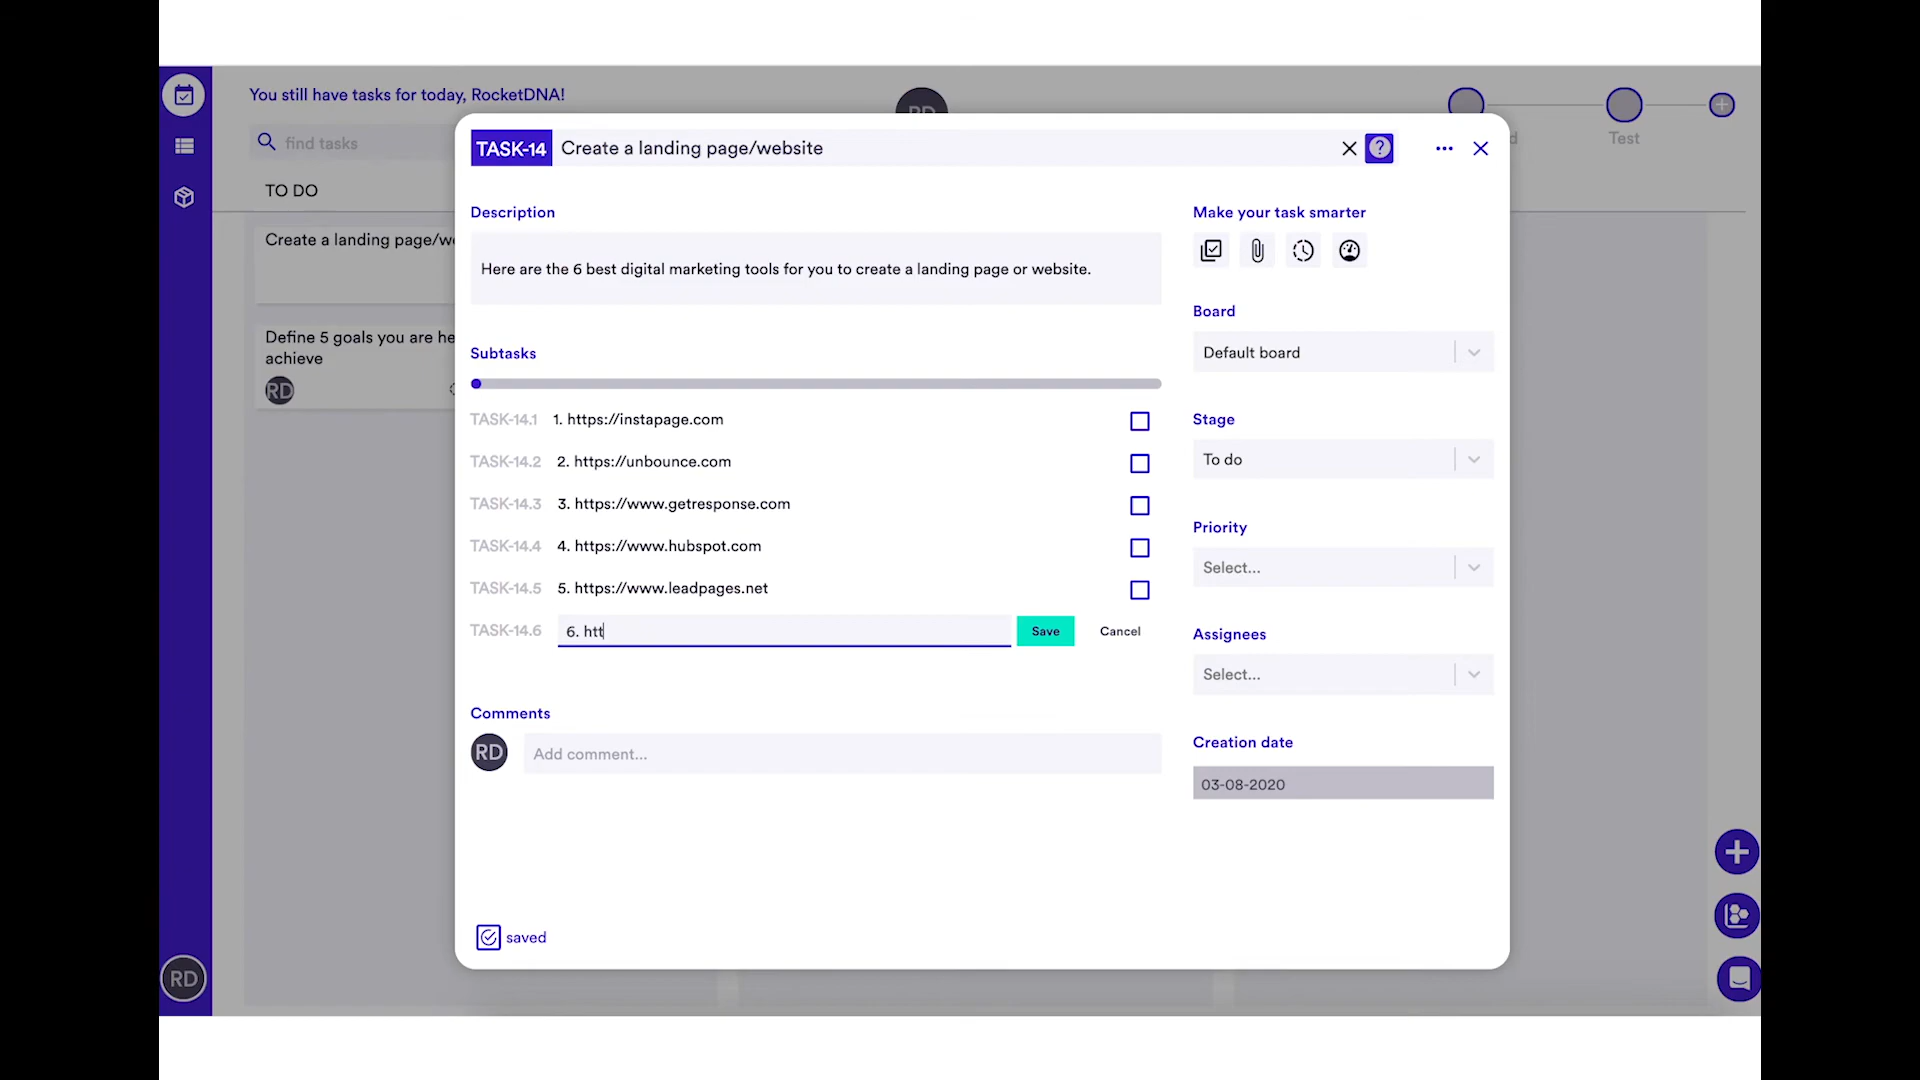 You still have tasks for today, RocketDNA!
find tasks
TO DO
Test
Create a landing page/we
Define 5 goals you are he
achieve
RD
RD
TASK-14 Create a landing page/website
Description
Here are the 6 best digital marketing tools for you to create a landing page or website.
Subtasks
TASK-14.1 1. https://instapage.com
TASK-14.2 2. https://unbounce.com
TASK-14.3 3. https://www.getresponse.com
TASK-14.4 4. https://www.hubspot.com
TASK-14.5 5. https://www.leadpages.net
TASK-14.6 6. htt Save Cancel
Comments
RD Add comment...
saved
Make your task smarter
Board
Default board
Stage
To do
Priority
Select...
Assignees
Select...
Creation date
03-08-2020
RD